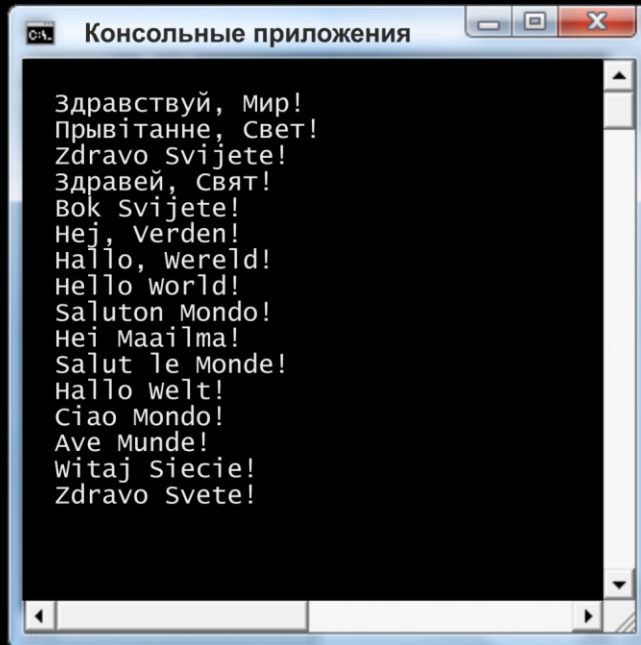 C:\.
Консольные приложения
Здравствуй, Мир!
Прывітанне, Свет!
Zdravo Svijete!
Здравей, Свят!
Bok Svijete!
Hej, Verden!
Hallo, Wereld!
Hello World!
Saluton Mondo!
Hei Maailma!
Salut le Monde!
Hallo Welt!
Ciao Mondo!
Ave Munde!
Witaj Siecie!
Zdravo Svete!